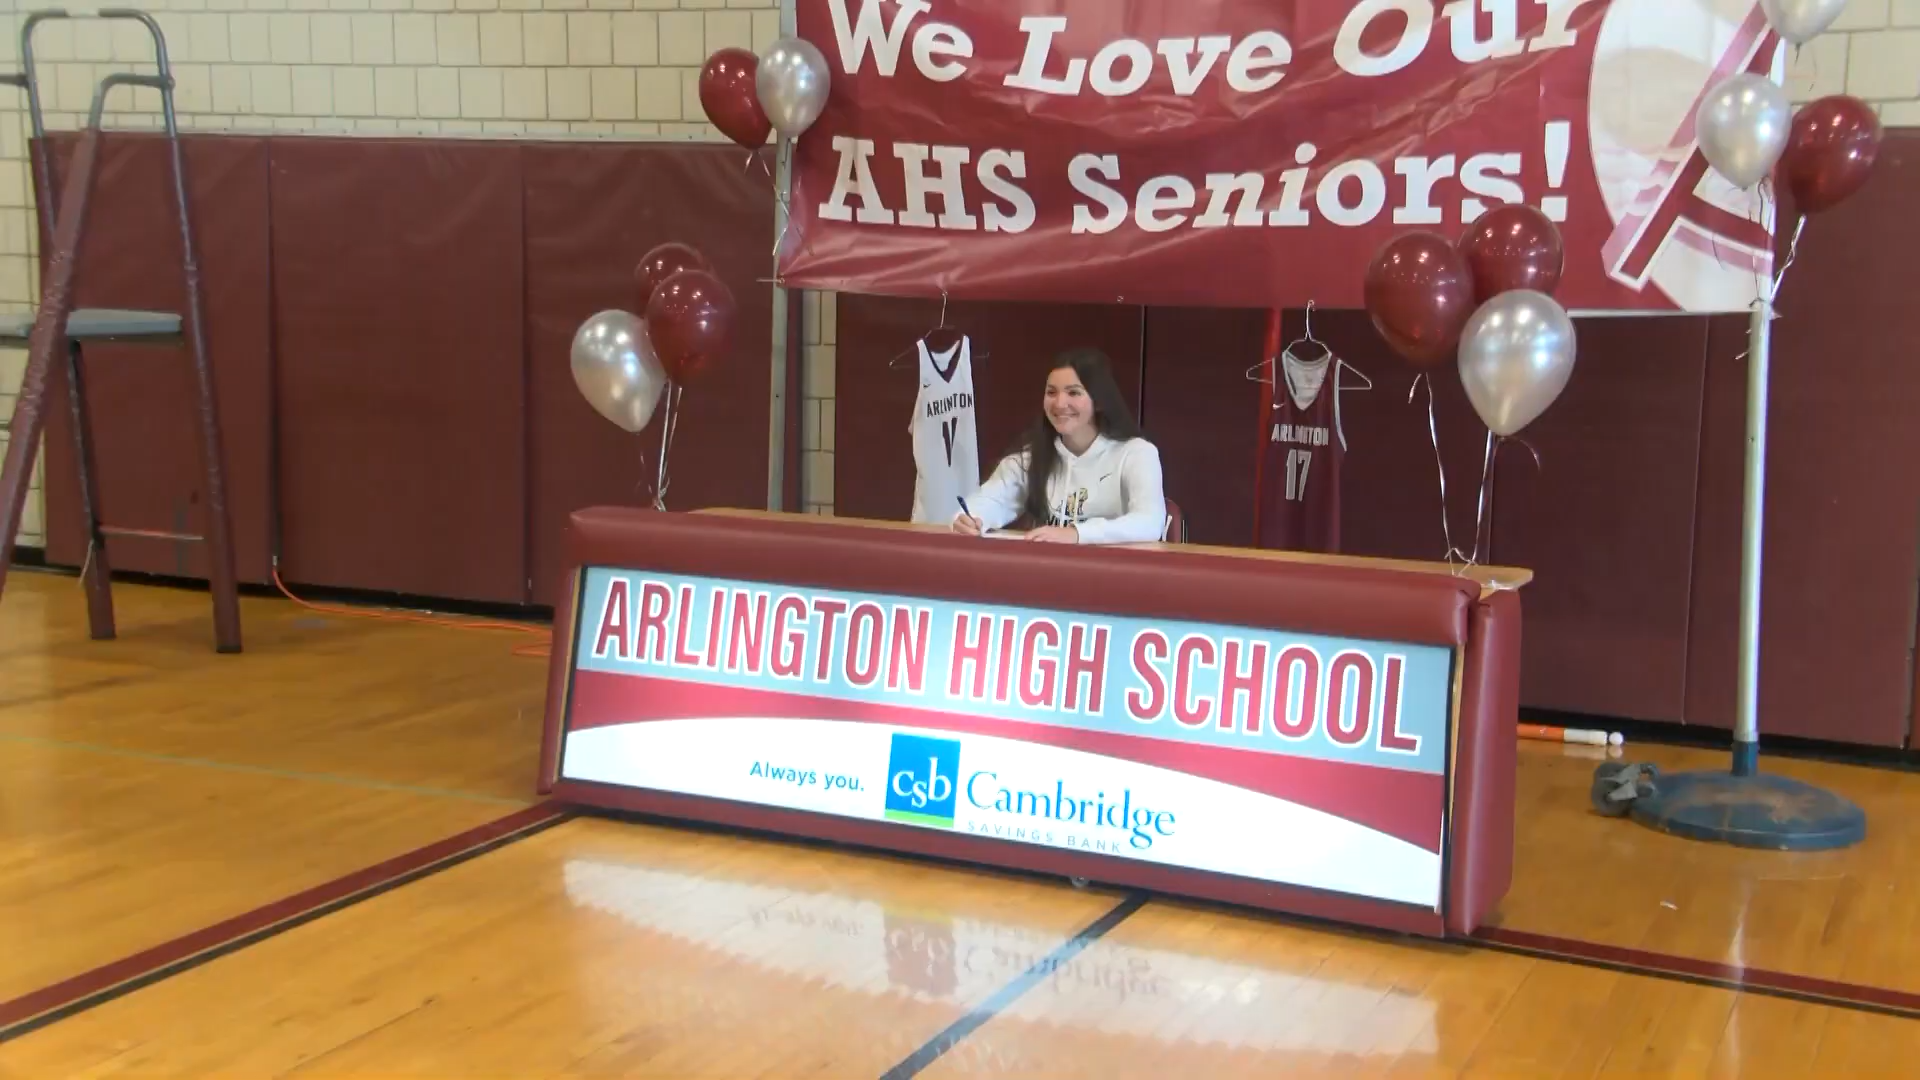 We Love Our
AHS Seniors!
ARLINGTON
ARLINGTON
17
ARLINGTON HIGH SCHOOL
Always you.
csb
Cambridge
SAVINGS BANK